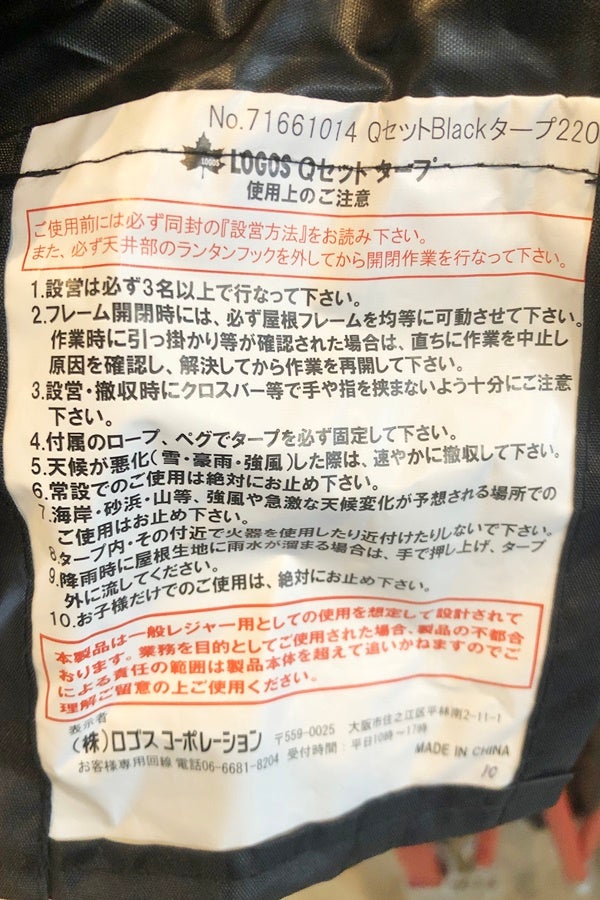 No.71661014 QセットBlackタープ220
LOGOS LOGOS Qセット タープ
使用上のご注意
ご使用前には必ず同封の『設営方法』をお読み下さい。
また、必ず天井部のランタンフックを外してから開閉作業を行なって下さい。
1.設営は必ず3名以上で行なって下さい。
2.フレーム開閉時には、必ず屋根フレームを均等に可動させて下さい。
作業時に引っ掛かり等が確認された場合は、直ちに作業を中止し
原因を確認し、解決してから作業を再開して下さい。
3.設営・撤収時にクロスバー等で手や指を挟まないよう十分にご注意
下さい。
4.付属のロープ、ペグでタープを必ず固定して下さい。
5.天候が悪化(雪・豪雨・強風)した際は、速やかに撤収して下さい。
6.常設でのご使用は絶対にお止め下さい。
7.海岸・砂浜・山等、強風や急激な天候変化が予想される場所での
ご使用はお止め下さい。
8.タープ内・その付近で火器を使用したり近付けたりしないで下さい。
9.降雨時に屋根生地に雨水が溜まる場合は、手で押し上げ、タープ
外に流してください。
10.お子様だけでのご使用は、絶対にお止め下さい。
本製品は一般レジャー用としての使用を想定して設計されて
おります。業務を目的としてご使用された場合、製品の不都合
による責任の範囲は製品本体を超えて追いかねますのでご
理解ご留意の上ご使用ください。
表示者
(株)ロゴス コーポレーション 〒559-0025 大阪市住之江区平林南2-11-1
お客様専用回線 電話06-6681-8204 受付時間:平日10時~17時
MADE IN CHINA
10